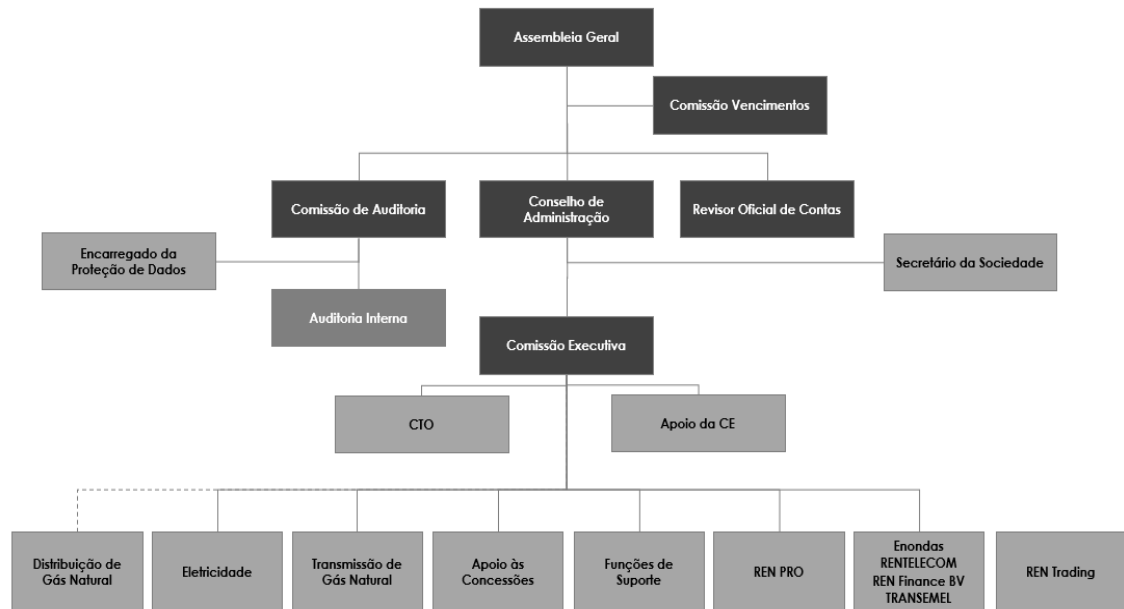 Assembleia Geral
Comissão Vencimentos
Comissão de Auditoria
Conselho de
Administração
Revisor Oficial de Contas
Encarregado da
Proteção de Dados
Secretário da Sociedade
Auditoria Interna
Comissão Executiva
CTO
Apoio da CE
Distribuição de
Gás Natural
Eletricidade
Transmissão de
Gás Natural
Apoio às
Concessões
Funções de
Suporte
REN PRO
Enondas
RENTELECOM
REN Finance BV
TRANSEMEL
REN Trading